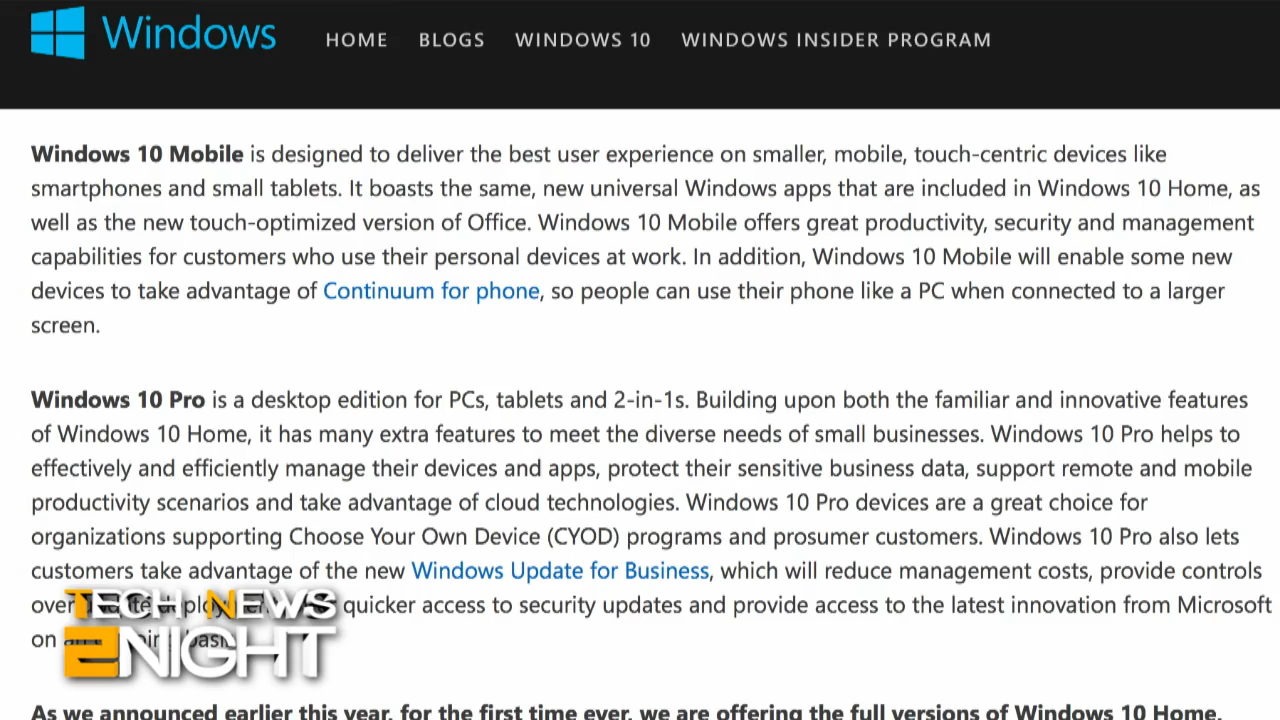 Windows HOME BLOGS WINDOWS 10 WINDOWS INSIDER PROGRAM
Windows 10 Mobile is designed to deliver the best user experience on smaller, mobile, touch-centric devices like
smartphones and small tablets. It boasts the same, new universal Windows apps that are included in Windows 10 Home, as
well as the new touch-optimized version of Office. Windows 10 Mobile offers great productivity, security and management
capabilities for customers who use their personal devices at work. In addition, Windows 10 Mobile will enable some new
devices to take advantage of Continuum for phone, so people can use their phone like a PC when connected to a larger
screen.
Windows 10 Pro is a desktop edition for PCs, tablets and 2-in-1s. Building upon both the familiar and innovative features
of Windows 10 Home, it has many extra features to meet the diverse needs of small businesses. Windows 10 Pro helps to
effectively and efficiently manage their devices and apps, protect their sensitive business data, support remote and mobile
productivity scenarios and take advantage of cloud technologies. Windows 10 Pro devices are a great choice for
organizations supporting Choose Your Own Device (CYOD) programs and prosumer customers. Windows 10 Pro also lets
customers take advantage of the new Windows Update for Business, which will reduce management costs, provide controls
over quicker access to security updates and provide access to the latest innovation from Microsoft
on
TECH NEWS
2NIGHT
As we announced earlier this year, for the first time ever, we are offering the full versions of Windows 10 Home,